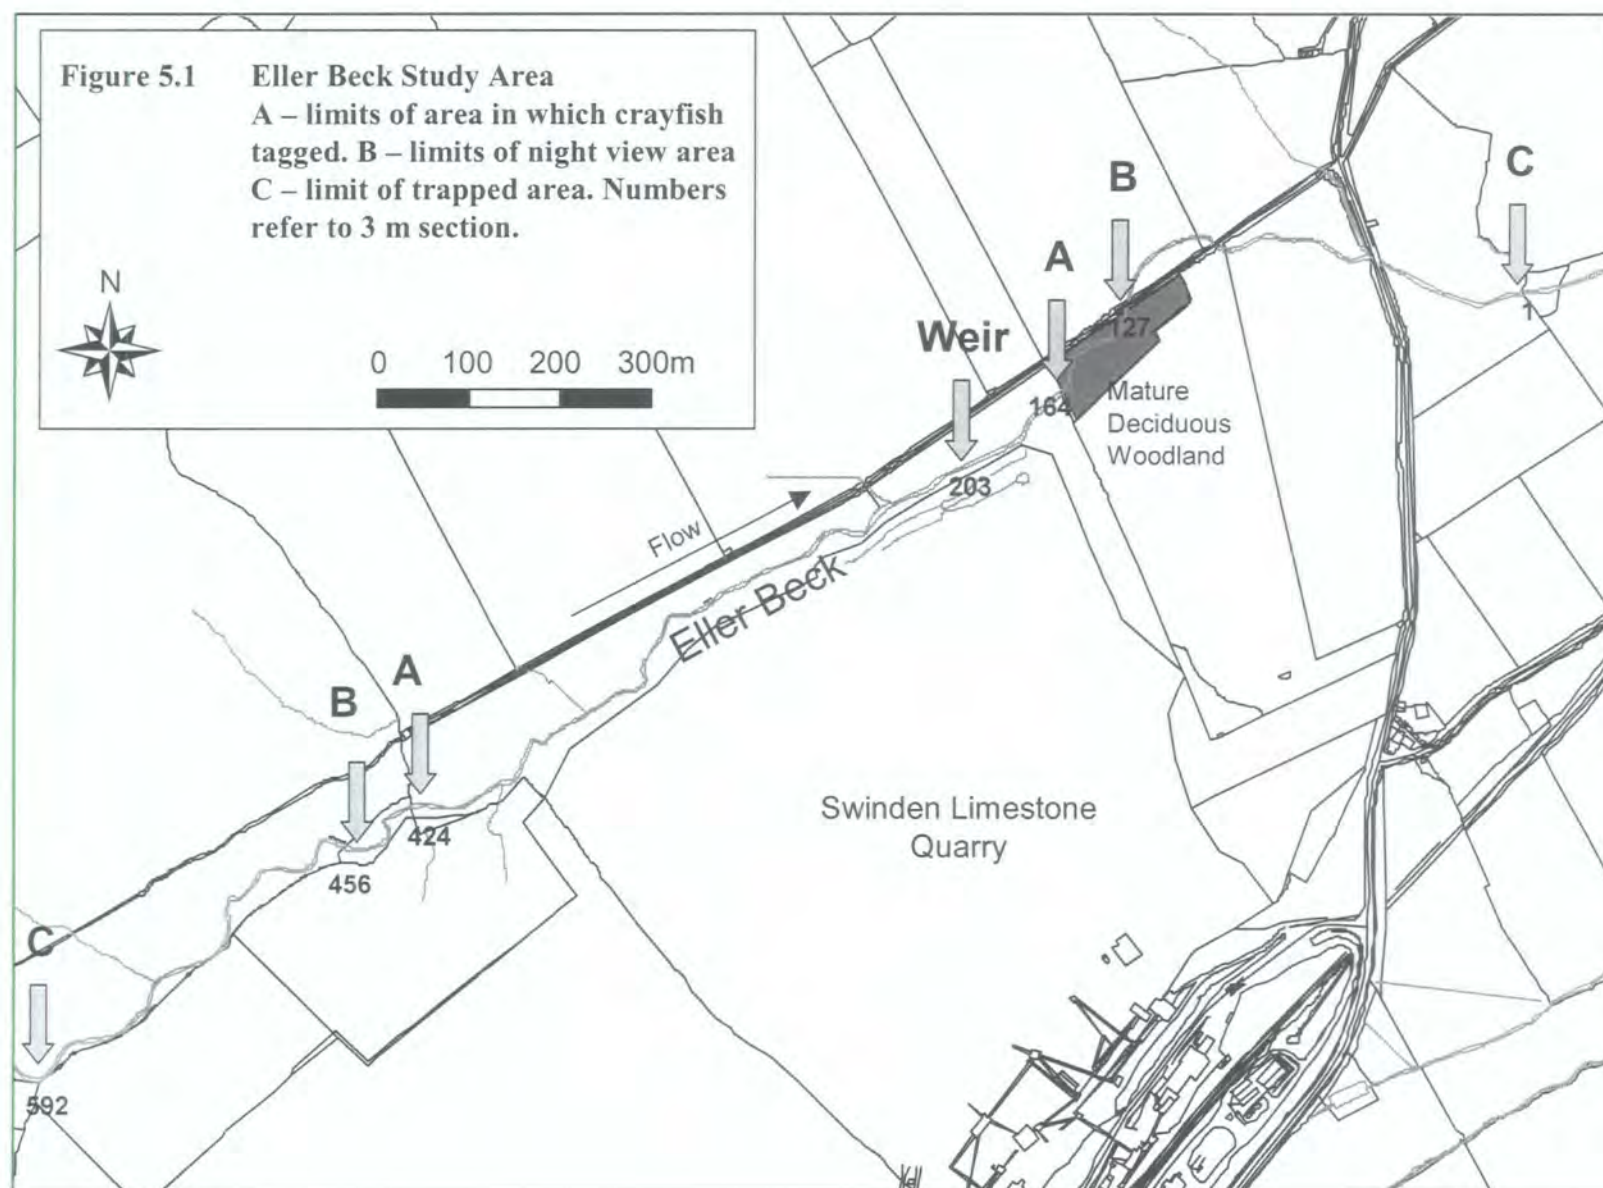 Figure 5.1 Eller Beck Study Area
A – limits of area in which crayfish
tagged. B – limits of night view area
C – limit of trapped area. Numbers
refer to 3 m section.
N
0 100 200 300m
B
C
A
Weir
1
127
164
Mature
Deciduous
Woodland
203
Flow
Eller Beck
A
B
424
456
Swinden Limestone
Quarry
C
592